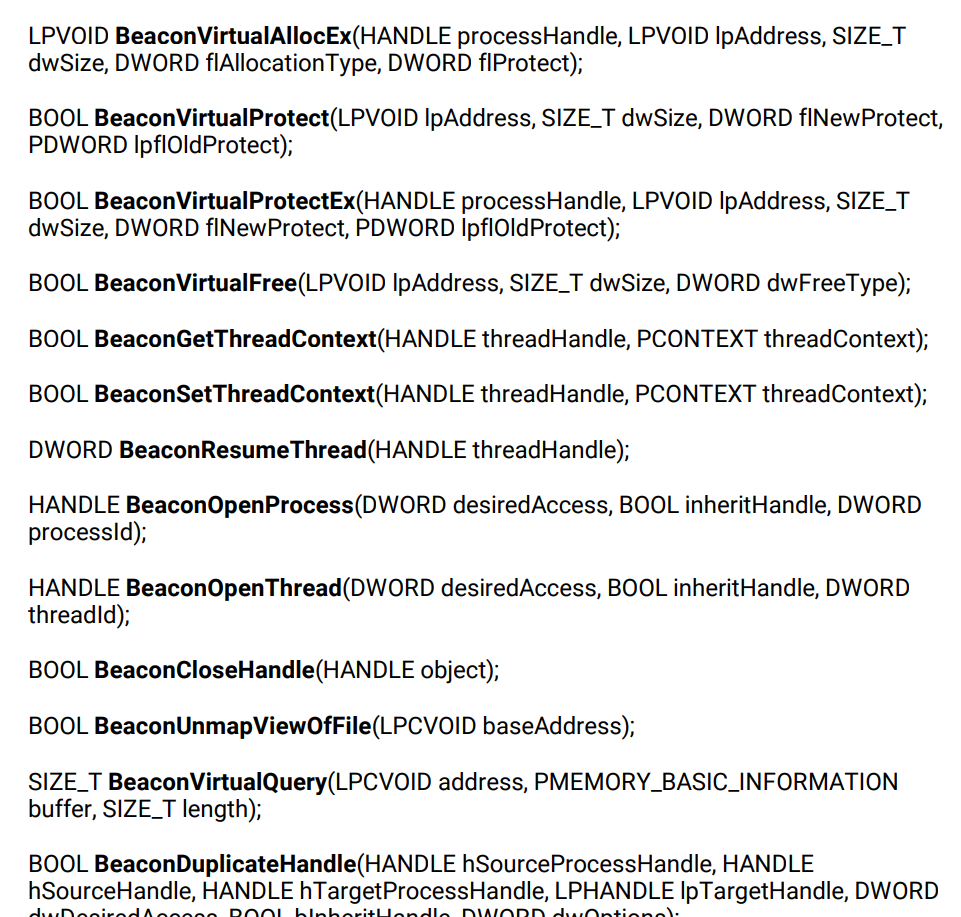 LPVOID BeaconVirtualAllocEx(HANDLE processHandle, LPVOID lpAddress, SIZE_T
dwSize, DWORD flAllocationType, DWORD flProtect);
BOOL BeaconVirtualProtect(LPVOID lpAddress, SIZE_T dwSize, DWORD flNewProtect,
PDWORD lpflOldProtect);
BOOL BeaconVirtualProtectEx(HANDLE processHandle, LPVOID lpAddress, SIZE_T
dwSize, DWORD flNewProtect, PDWORD lpflOldProtect);
BOOL BeaconVirtualFree(LPVOID lpAddress, SIZE_T dwSize, DWORD dwFreeType);
BOOL BeaconGetThreadContext(HANDLE threadHandle, PCONTEXT threadContext);
BOOL BeaconSetThreadContext(HANDLE threadHandle, PCONTEXT threadContext);
DWORD BeaconResumeThread(HANDLE threadHandle);
HANDLE BeaconOpenProcess(DWORD desiredAccess, BOOL inheritHandle, DWORD
processId);
HANDLE BeaconOpenThread(DWORD desiredAccess, BOOL inheritHandle, DWORD
threadId);
BOOL BeaconCloseHandle(HANDLE object);
BOOL BeaconUnmapViewOfFile(LPCVOID baseAddress);
SIZE_T BeaconVirtualQuery(LPCVOID address, PMEMORY_BASIC_INFORMATION
buffer, SIZE_T length);
BOOL BeaconDuplicateHandle(HANDLE hSourceProcessHandle, HANDLE
hSourceHandle, HANDLE hTargetProcessHandle, LPHANDLE lpTargetHandle, DWORD
dwDesiredAccess, BOOL bInheritHandle, DWORD dwOptions);